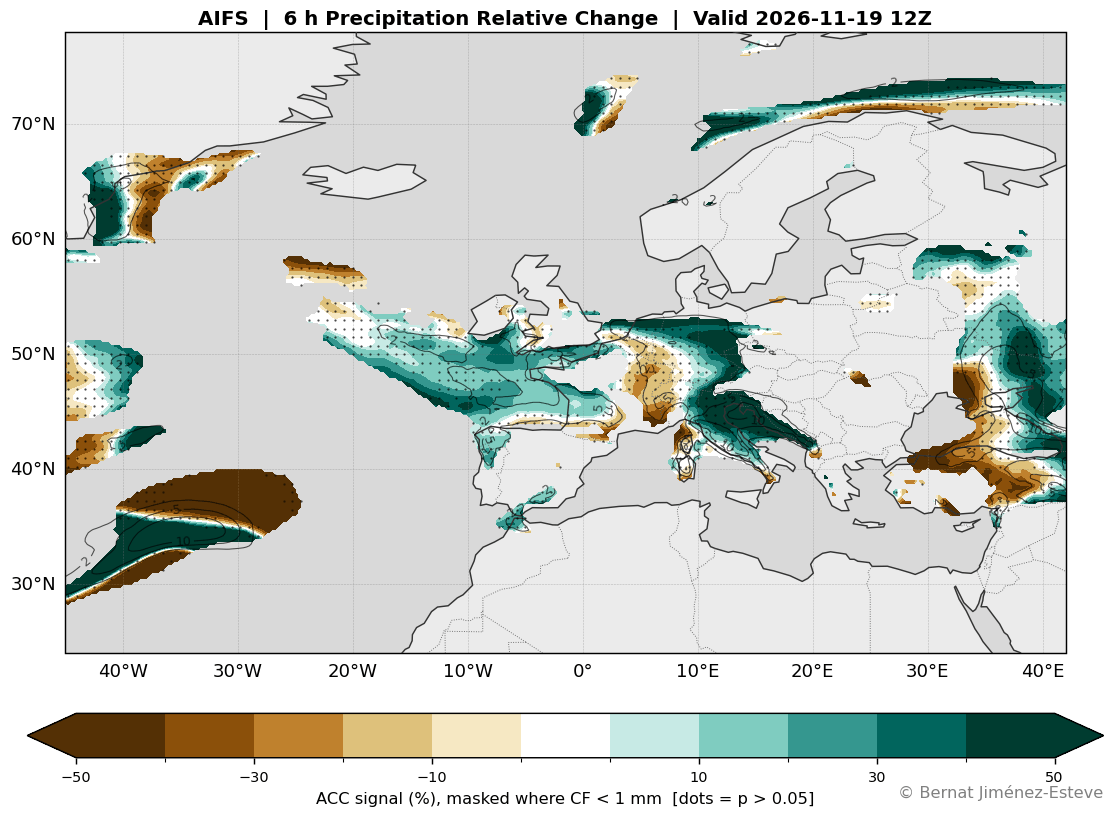 AIFS | 6 h Precipitation Relative Change | Valid 2026-11-19 12Z
70°N
60°N
50°N
40°N
30°N
40°W
30°W
20°W
10°W
0°
10°E
20°E
30°E
40°E
−50
−30
−10
10
30
50
ACC signal (%), masked where CF < 1 mm [dots = p > 0.05]
© Bernat Jiménez-Esteve